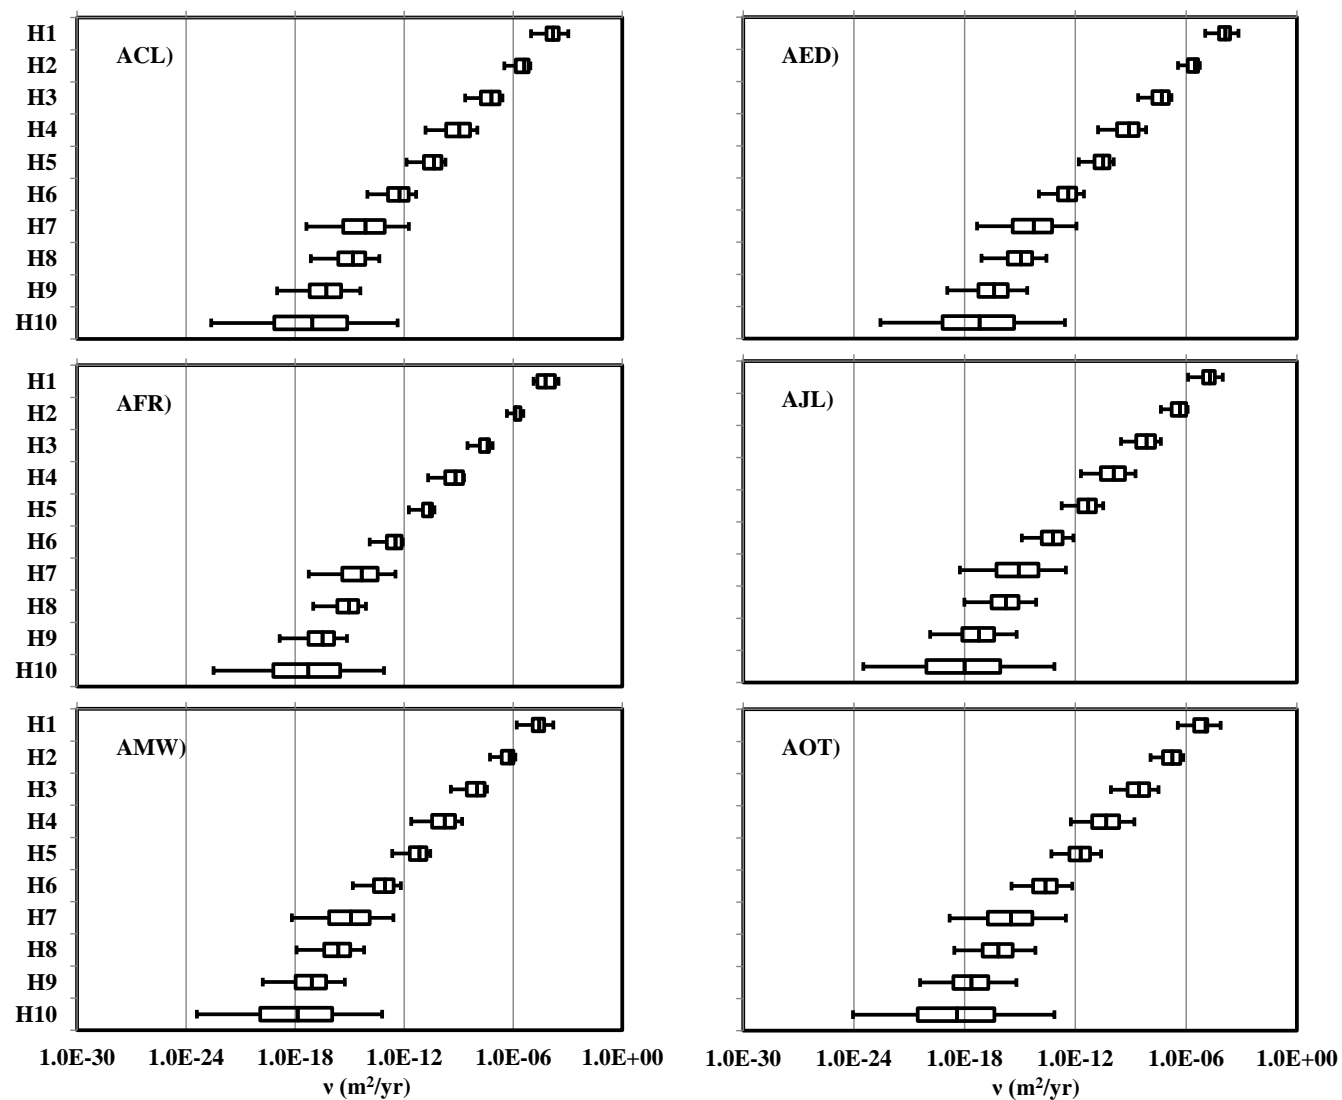 ACL)
H1
H2
H3
H4
H5
H6
H7
H8
H9
H10
AED)
AFR)
H1
H2
H3
H4
H5
H6
H7
H8
H9
H10
AJL)
AMW)
H1
H2
H3
H4
H5
H6
H7
H8
H9
H10
AOT)
1.0E-30 1.0E-24 1.0E-18 1.0E-12 1.0E-06 1.0E+00
ν (m²/yr)
1.0E-30 1.0E-24 1.0E-18 1.0E-12 1.0E-06 1.0E+00
ν (m²/yr)